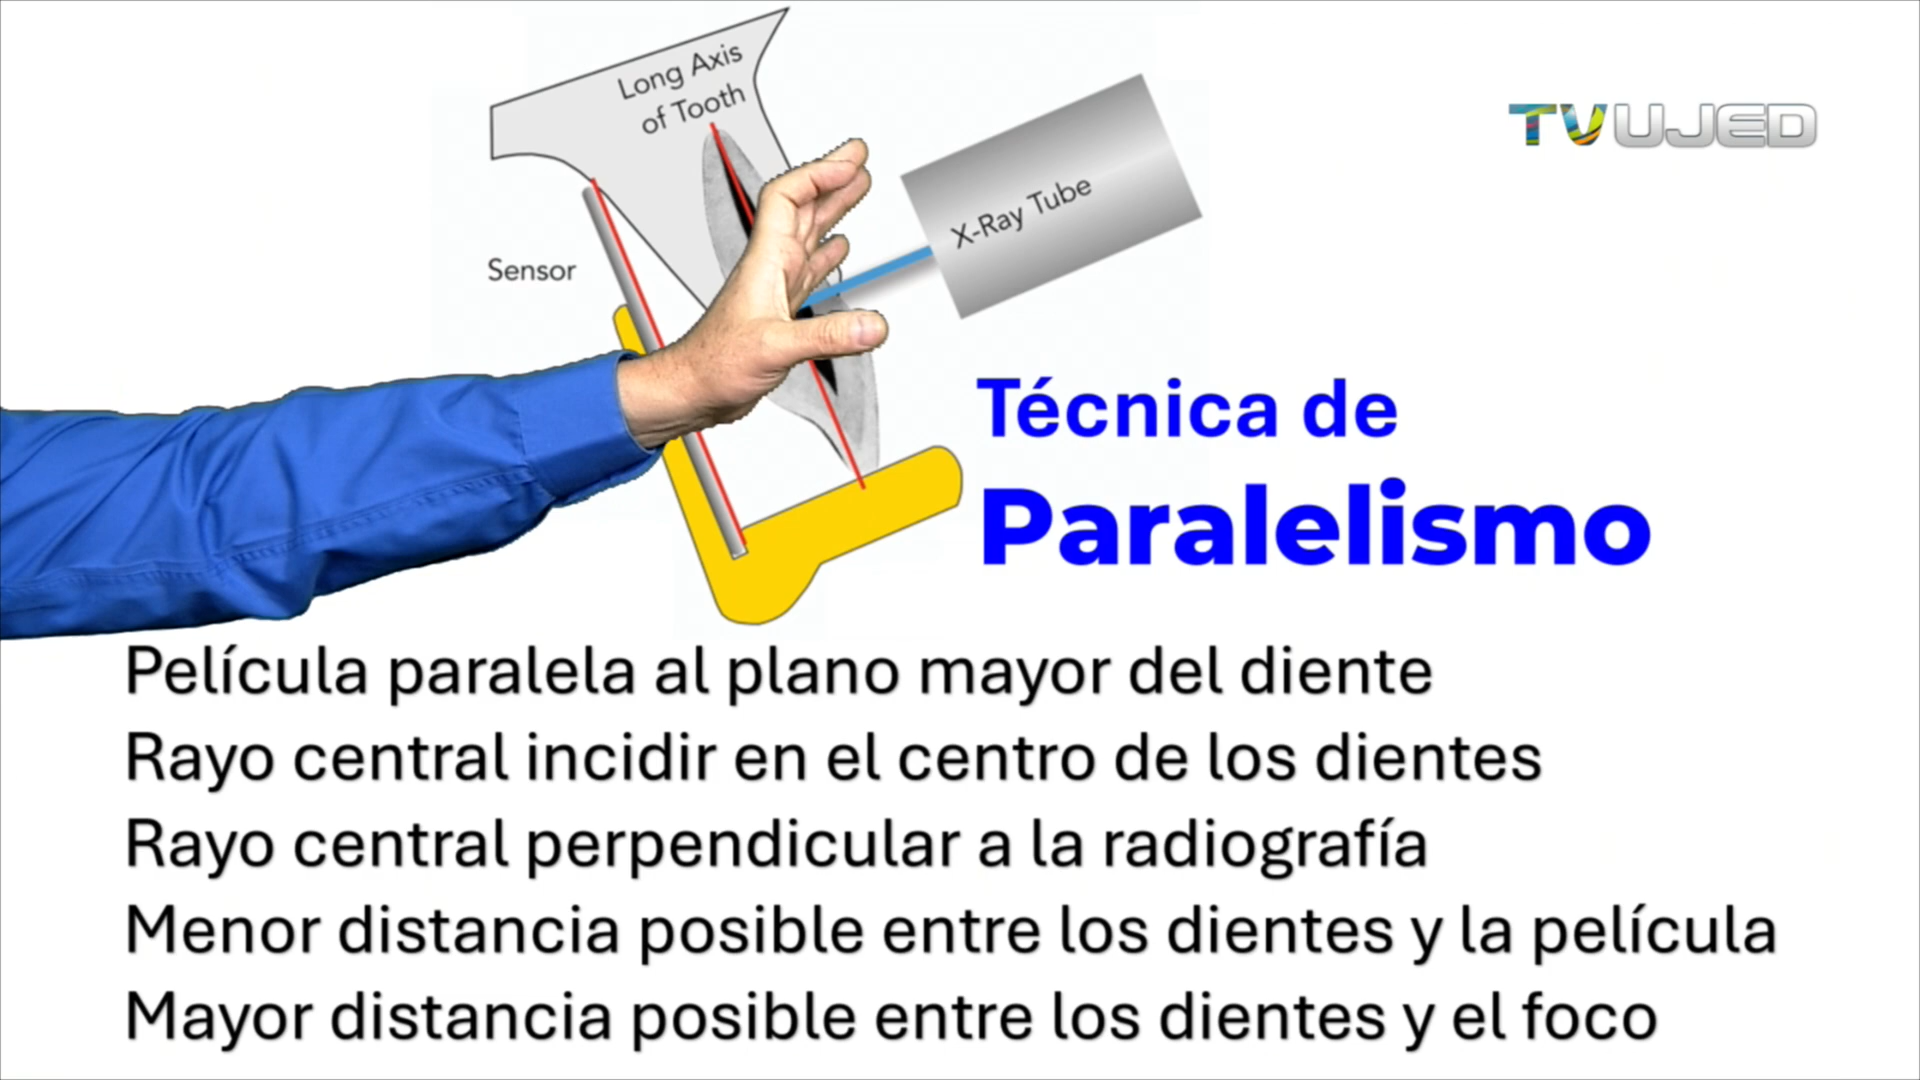 Long Axis
of Tooth
TVUJED
X-Ray Tube
Sensor
Técnica de
Paralelismo
Película paralela al plano mayor del diente
Rayo central incidir en el centro de los dientes
Rayo central perpendicular a la radiografía
Menor distancia posible entre los dientes y la película
Mayor distancia posible entre los dientes y el foco